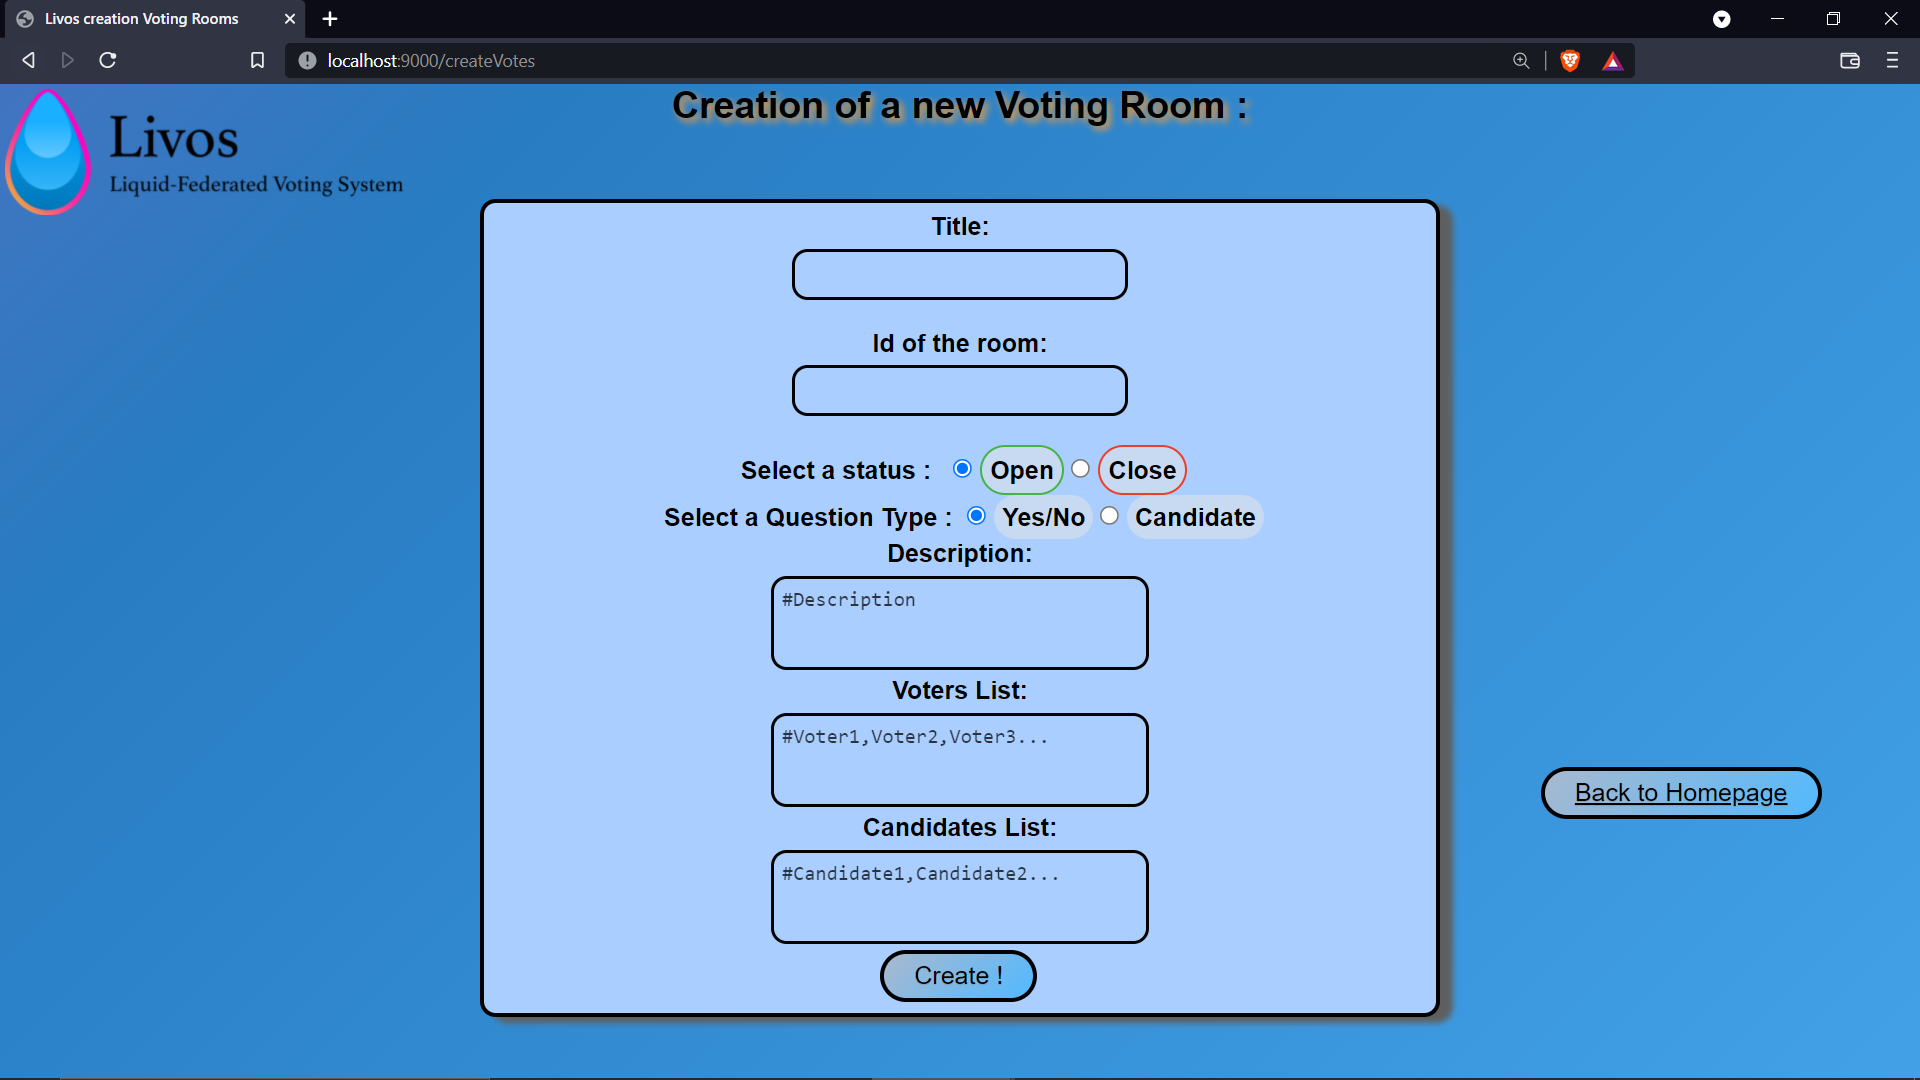 Livos creation Voting Rooms
localhost:9000/createVotes
Creation of a new Voting Room :
Livos
Liquid-Federated Voting System
Title:
Id of the room:
Select a status : Open Close
Select a Question Type : Yes/No Candidate
Description:
#Description
Voters List:
#Voter1,Voter2,Voter3...
Back to Homepage
Candidates List:
#Candidate1,Candidate2...
Create !